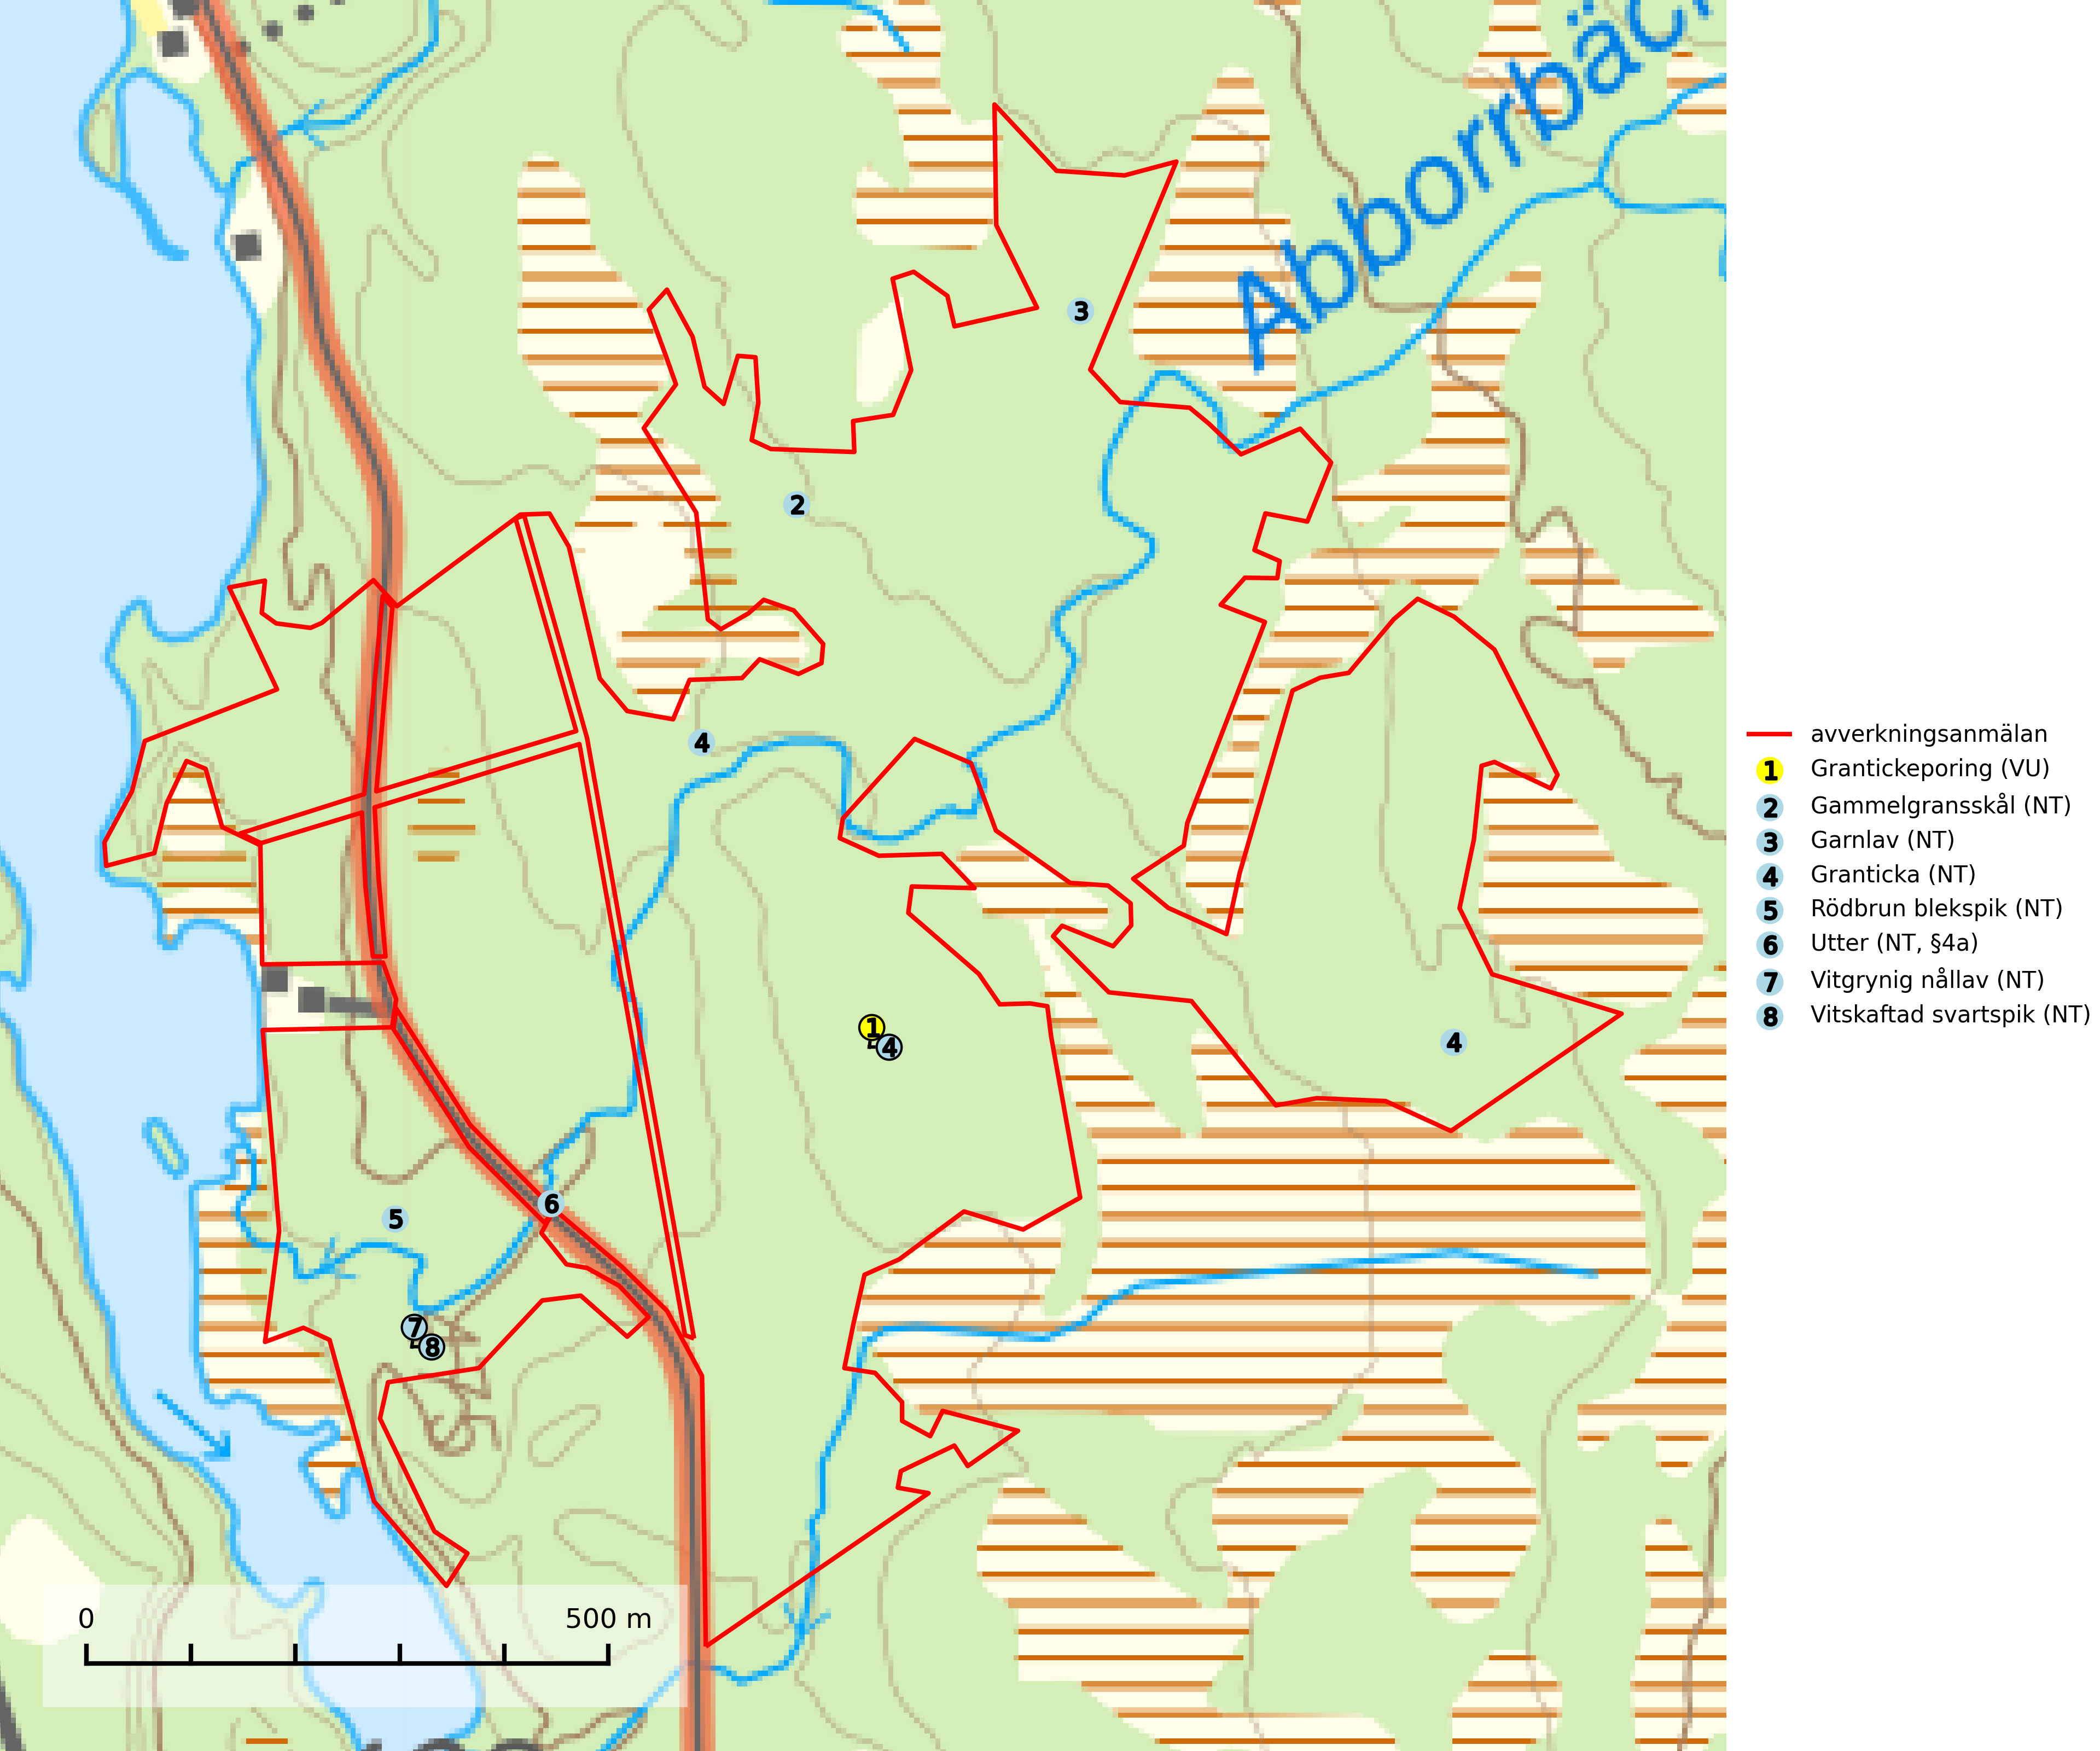 Abborrbäc
3
2
4
1
4
4
5
6
7
8
0 500 m
avverkningsanmälan
1 Grantickeporing (VU)
2 Gammelgransskål (NT)
3 Garnlav (NT)
4 Granticka (NT)
5 Rödbrun blekspik (NT)
6 Utter (NT, §4a)
7 Vitgrynig nållav (NT)
8 Vitskaftad svartspik (NT)